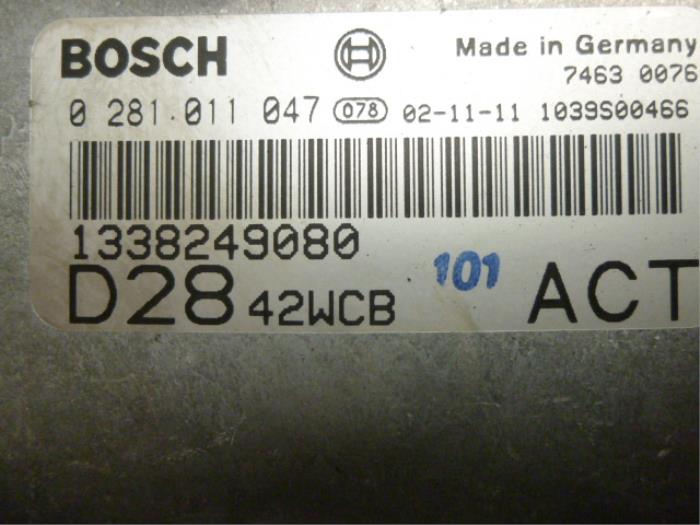 BOSCH Made in Germany
7463 0076
0 281 011 047 078 02-11-11 1039S00466
1338249080
D28 42WCB 101 ACT